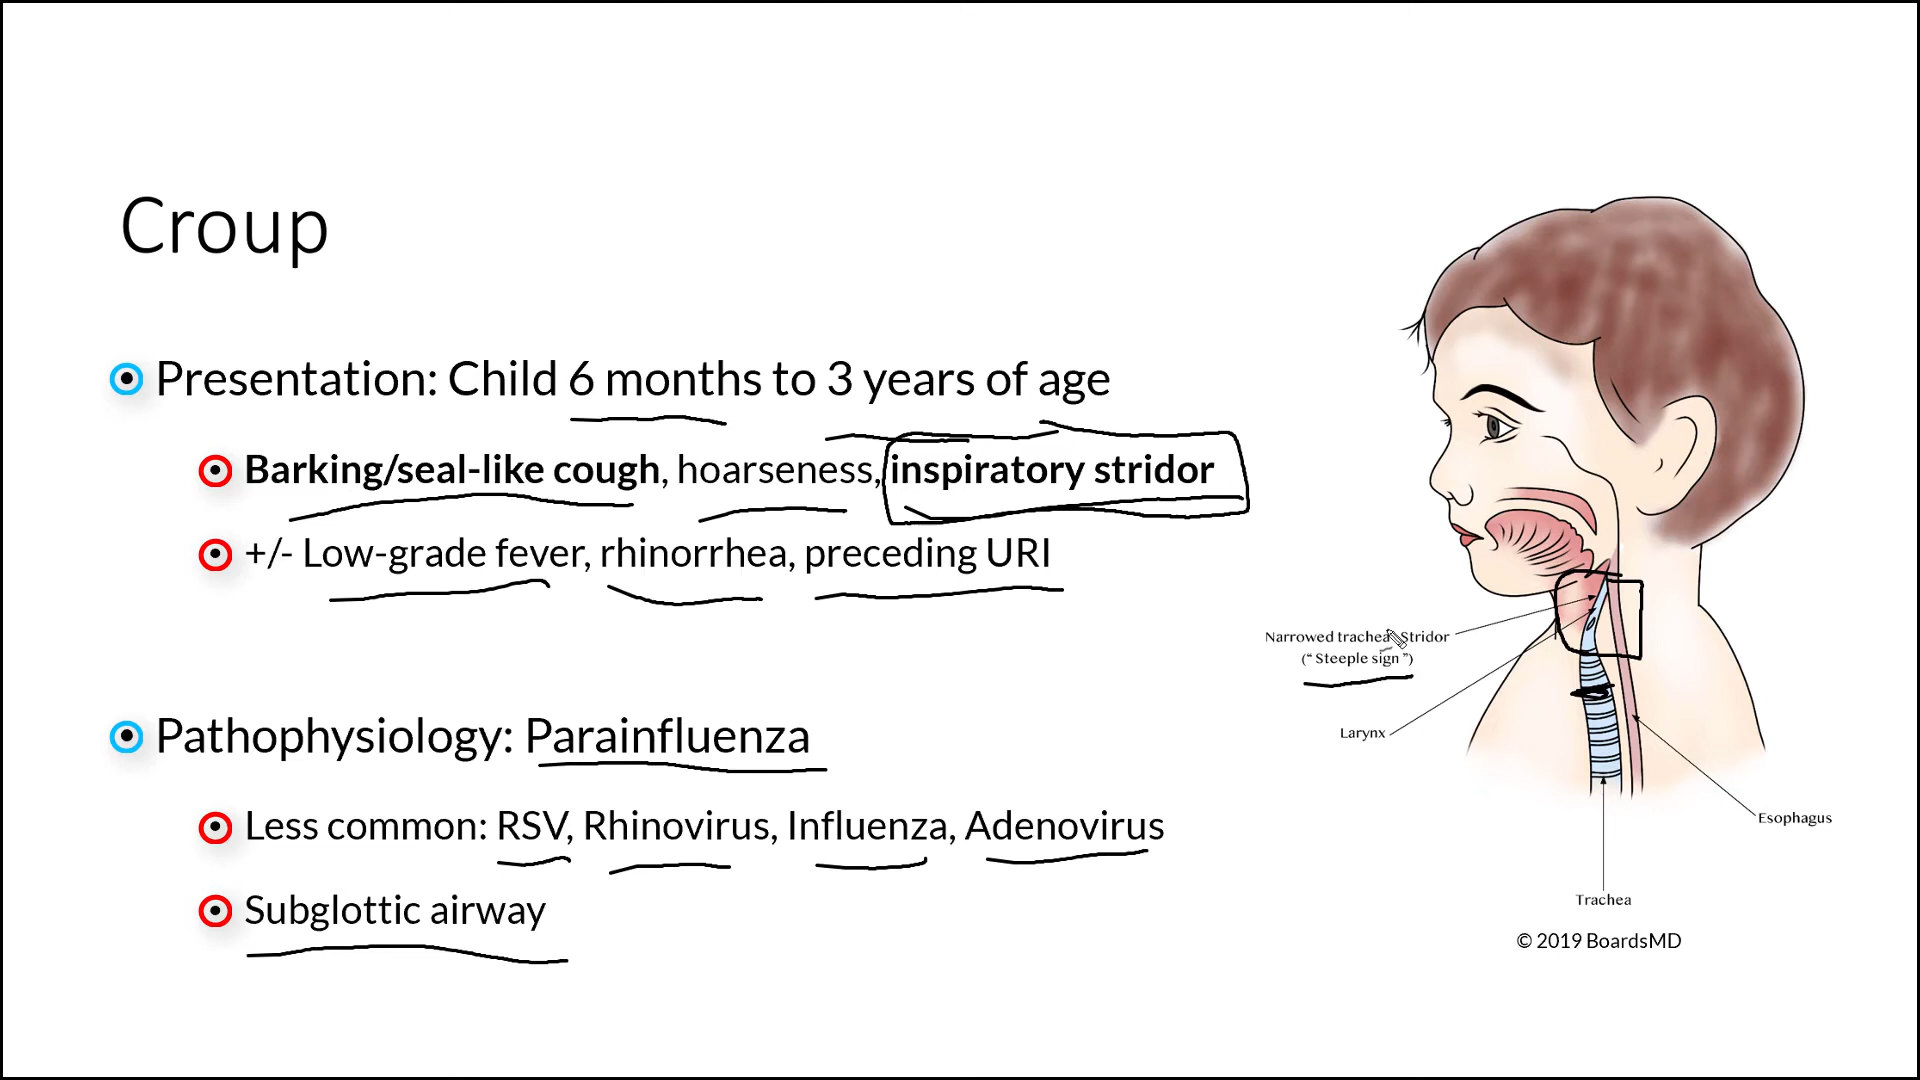 Croup
Presentation: Child 6 months to 3 years of age
Barking/seal-like cough, hoarseness, inspiratory stridor
+/- Low-grade fever, rhinorrhea, preceding URI
Pathophysiology: Parainfluenza
Less common: RSV, Rhinovirus, Influenza, Adenovirus
Subglottic airway
Narrowed trachea Stridor
(“ Steeple sign ”)
Larynx
Esophagus
Trachea
© 2019 BoardsMD